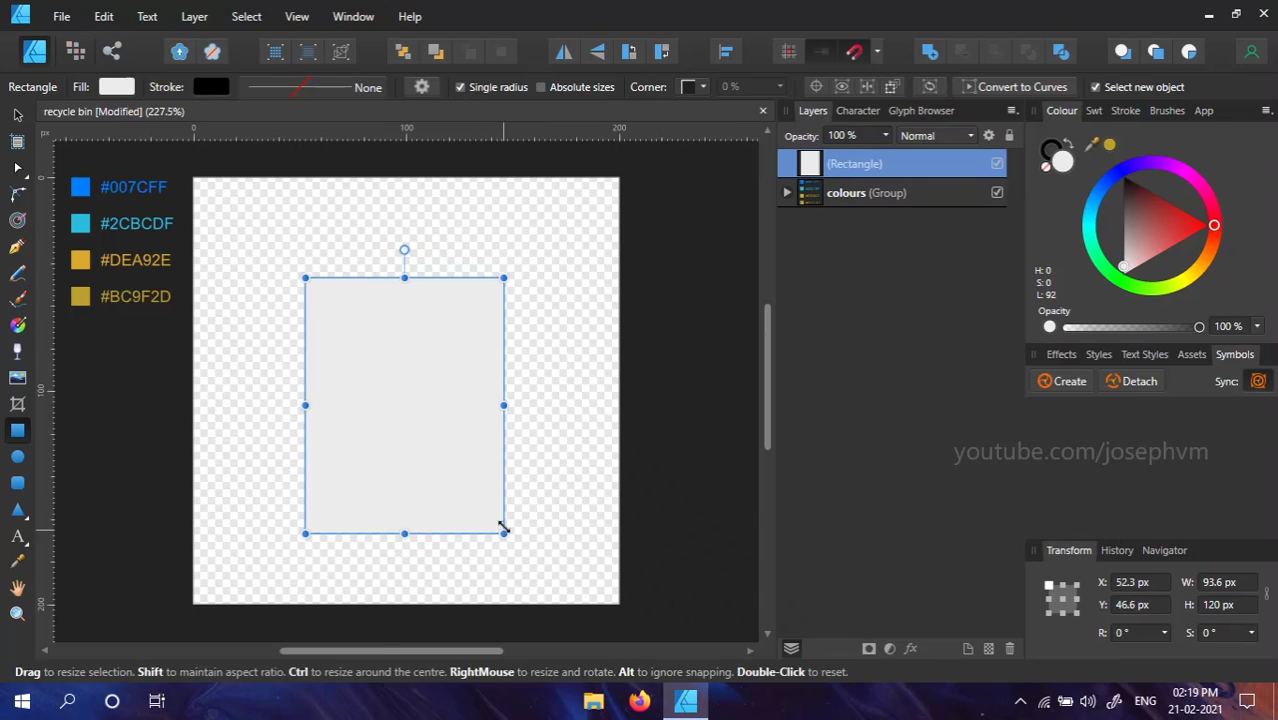 File Edit Text Layer Select View Window Help
Rectangle Fill: Stroke: None Single radius Absolute sizes Corner: 0 % Convert to Curves Select new object
recycle bin [Modified] (227.5%)
Layers Character Glyph Browser
Colour Swt Stroke Brushes App
px 0 100 200
Opacity: 100 % Normal
(Rectangle)
colours (Group)
#007CFF
#2CBCDF
#DEA92E
#BC9F2D
0
100
200
H: 0
S: 0
L: 92
Opacity
100 %
Effects Styles Text Styles Assets Symbols
Create Detach Sync:
youtube.com/josephvm
Transform History Navigator
X: 52.3 px W: 93.6 px
Y: 46.6 px H: 120 px
R: 0 ° S: 0 °
Drag to resize selection. Shift to maintain aspect ratio. Ctrl to resize around the centre. RightMouse to resize and rotate. Alt to ignore snapping. Double-Click to reset.
ENG
02:19 PM
21-02-2021